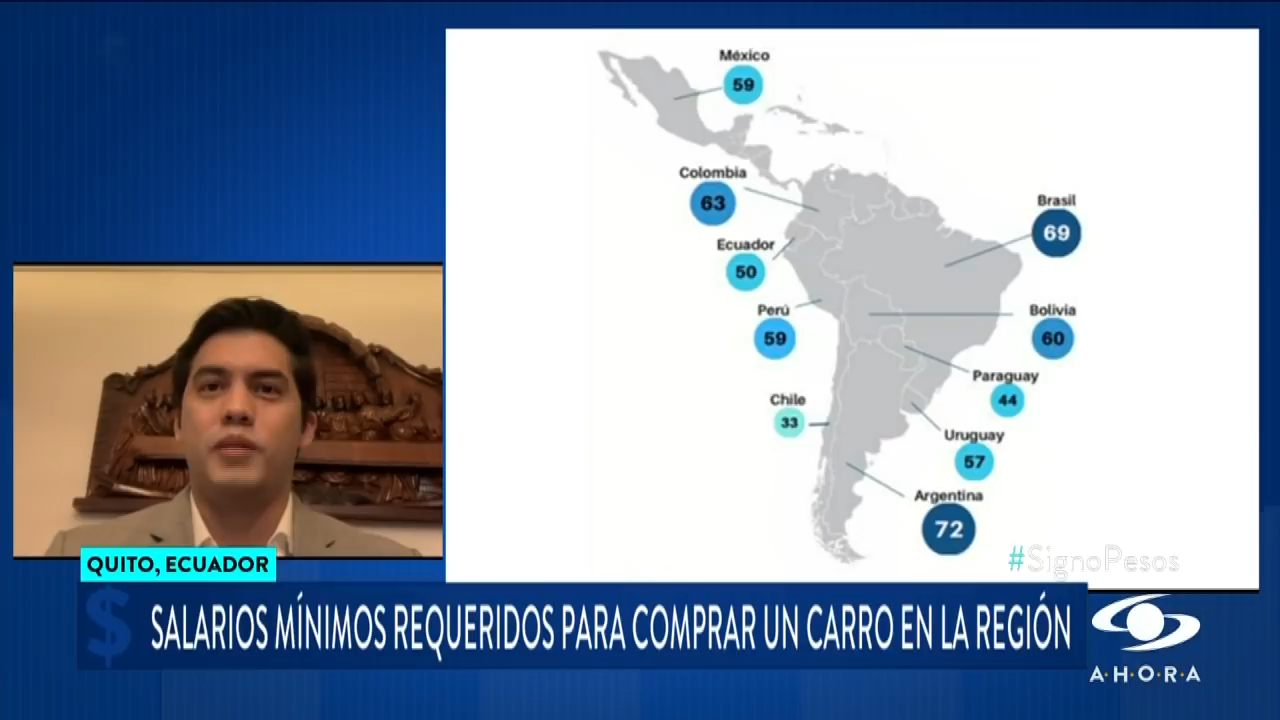 México
59
Colombia
63
Brasil
69
Ecuador
50
Perú
59
Bolivia
60
Paraguay
44
Chile
33
Uruguay
57
Argentina
72
#SignoPesos
QUITO, ECUADOR
$
SALARIOS MÍNIMOS REQUERIDOS PARA COMPRAR UN CARRO EN LA REGIÓN
A·H·O·R·A